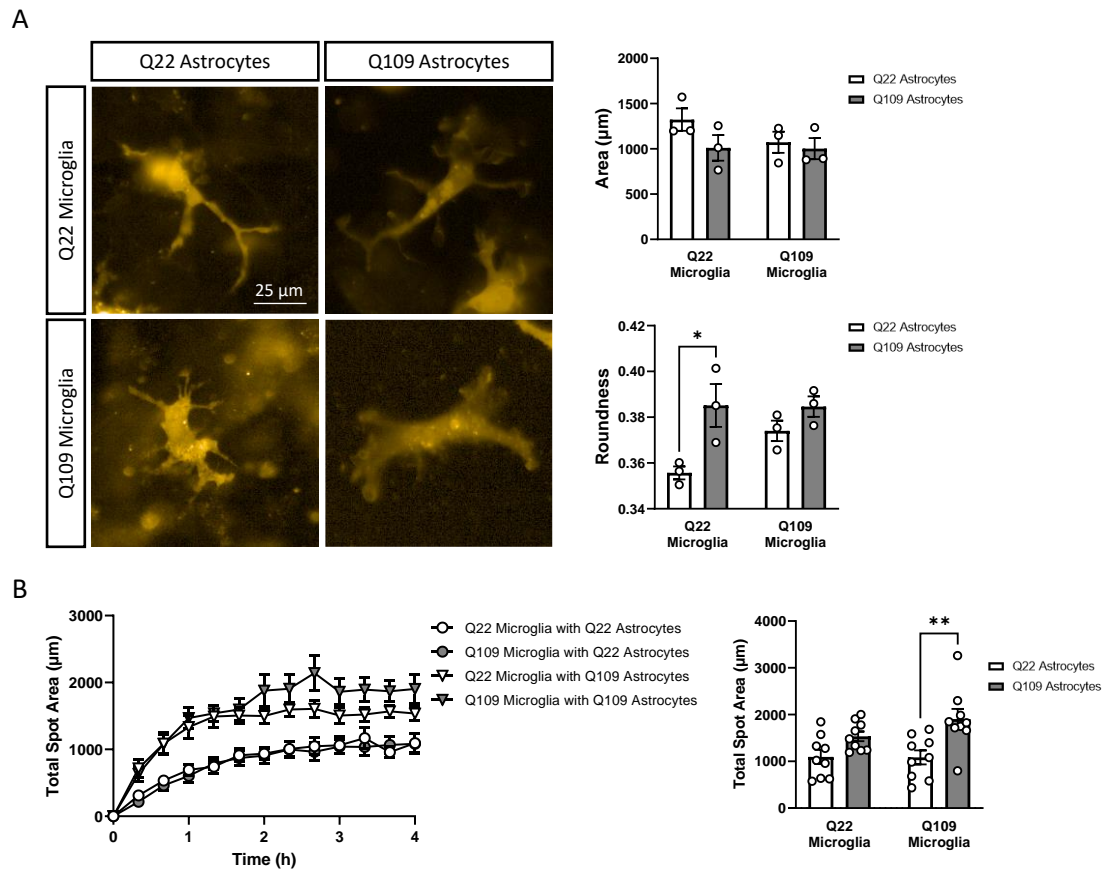 A
Q22 Astrocytes
Q109 Astrocytes
Q22 Microglia
Q109 Microglia
25 µm
2000
1500
1000
500
0
Area (µm)
Q22
Microglia
Q109
Microglia
Q22 Astrocytes
Q109 Astrocytes
0.42
0.40
0.38
0.36
0.34
Roundness
*
Q22
Microglia
Q109
Microglia
Q22 Astrocytes
Q109 Astrocytes
B
3000
2000
1000
0
Total Spot Area (µm)
0 1 2 3 4
Time (h)
Q22 Microglia with Q22 Astrocytes
Q109 Microglia with Q22 Astrocytes
Q22 Microglia with Q109 Astrocytes
Q109 Microglia with Q109 Astrocytes
4000
3000
2000
1000
0
Total Spot Area (µm)
**
Q22
Microglia
Q109
Microglia
Q22 Astrocytes
Q109 Astrocytes